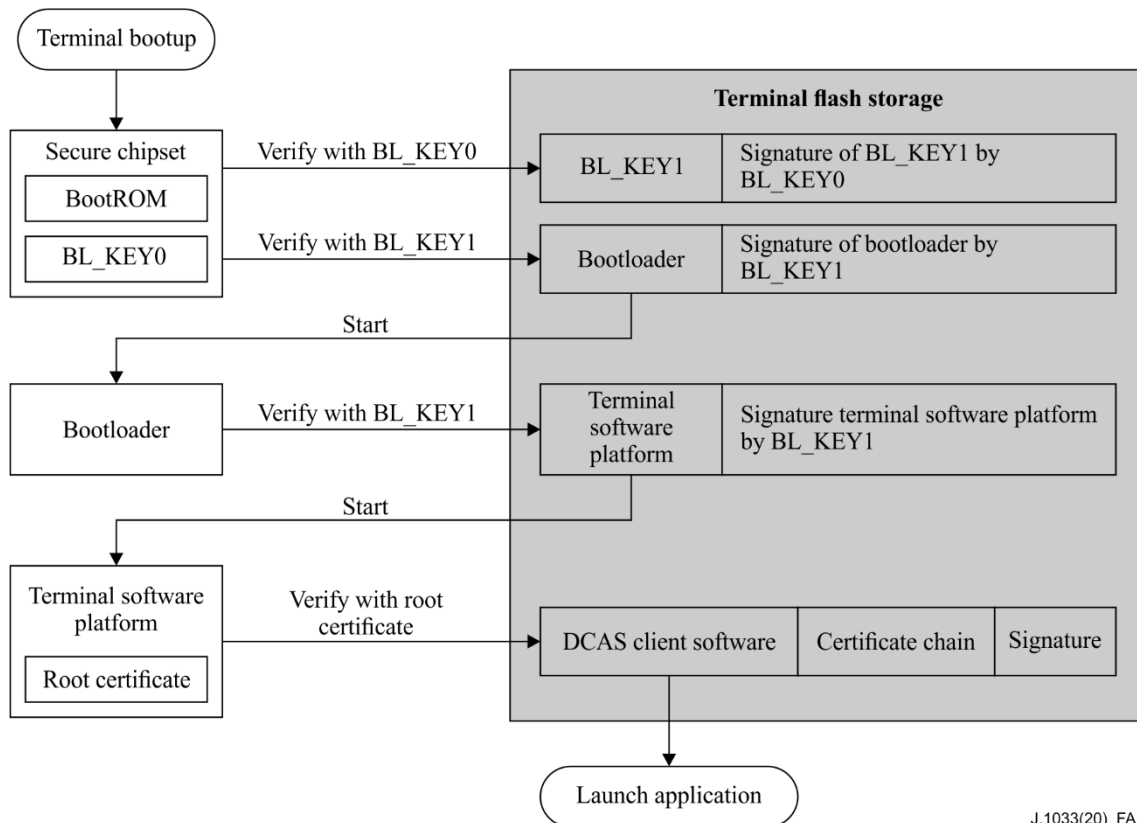 Terminal bootup
Terminal flash storage
Secure chipset
BootROM
BL_KEY0
Verify with BL_KEY0
BL_KEY1
Signature of BL_KEY1 by
BL_KEY0
Verify with BL_KEY1
Bootloader
Signature of bootloader by
BL_KEY1
Start
Bootloader
Verify with BL_KEY1
Terminal
software
platform
Signature terminal software platform
by BL_KEY1
Start
Terminal software
platform
Root certificate
Verify with root
certificate
DCAS client software
Certificate chain
Signature
Launch application
J.1033(20)_FA